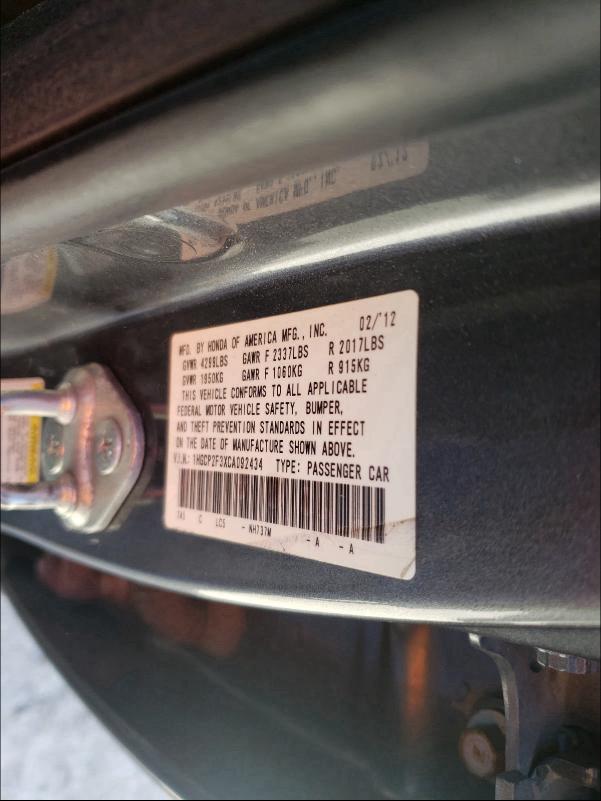 MFD. BY HONDA OF AMERICA MFG., INC. 02/'12
GVWR 4299LBS GAWR F 2337LBS R 2017LBS
GVWR 1950KG GAWR F 1060KG R 915KG
THIS VEHICLE CONFORMS TO ALL APPLICABLE
FEDERAL MOTOR VEHICLE SAFETY, BUMPER,
AND THEFT PREVENTION STANDARDS IN EFFECT
ON THE DATE OF MANUFACTURE SHOWN ABOVE.
V.I.N.: 1HGCP2F3XCA092434 TYPE: PASSENGER CAR
C LC5 - NH737M - A - A